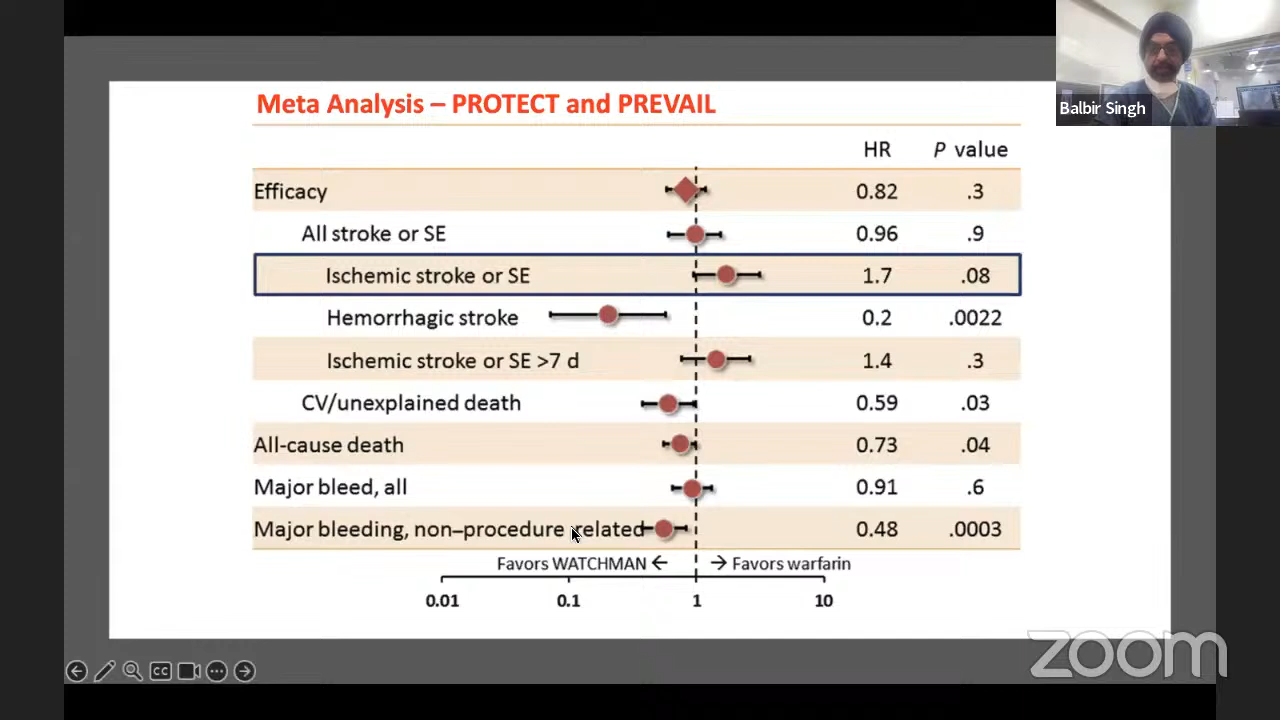 Balbir Singh
Meta Analysis – PROTECT and PREVAIL
HR P value
Efficacy 0.82 .3
All stroke or SE 0.96 .9
Ischemic stroke or SE 1.7 .08
Hemorrhagic stroke 0.2 .0022
Ischemic stroke or SE >7 d 1.4 .3
CV/unexplained death 0.59 .03
All-cause death 0.73 .04
Major bleed, all 0.91 .6
Major bleeding, non–procedure related 0.48 .0003
Favors WATCHMAN ← → Favors warfarin
0.01 0.1 1 10
CC
zoom